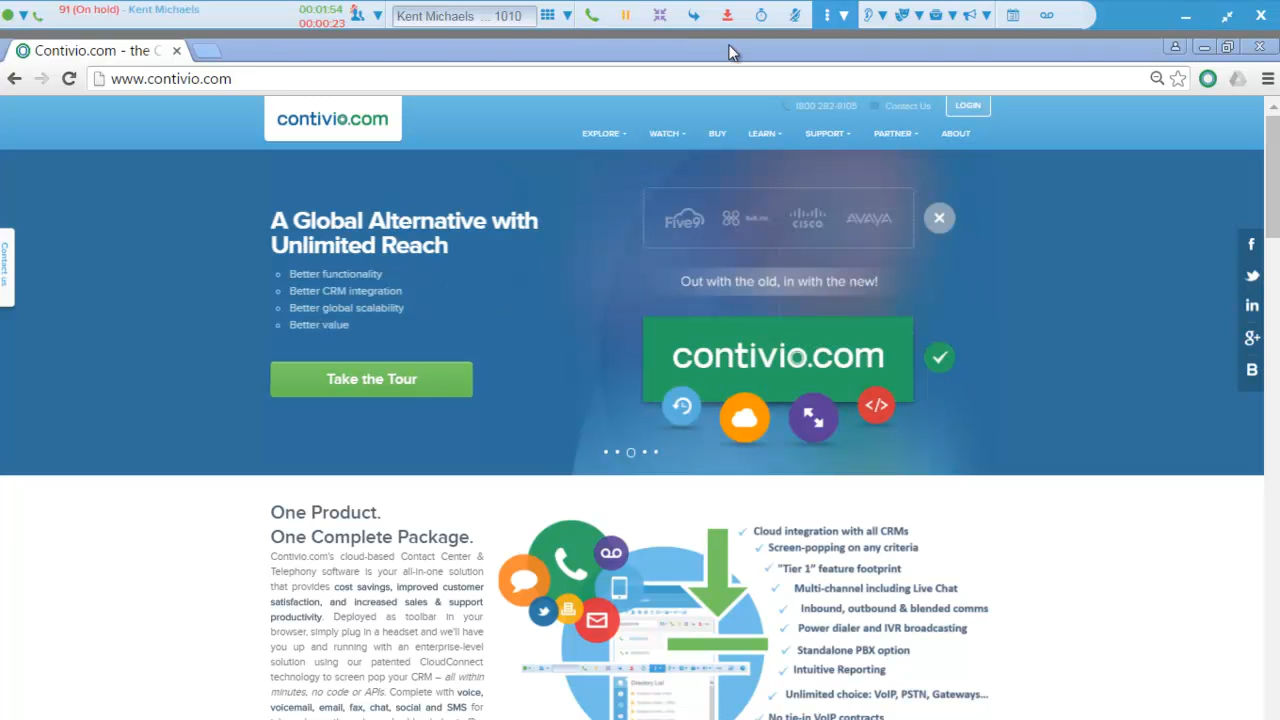 91 (On hold) - Kent Michaels
00:01:54
00:00:23
Kent Michaels ... 1010
Contivio.com - the C
www.contivio.com
contivio.com
(800 282-8105
Contact Us
LOGIN
EXPLORE
WATCH
BUY
LEARN
SUPPORT
PARTNER
ABOUT
Contact us
A Global Alternative with
Unlimited Reach
Better functionality
Better CRM integration
Better global scalability
Better value
Take the Tour
Five9
CISCO
AVAYA
Out with the old, in with the new!
contivio.com
One Product.
One Complete Package.
Contivio.com's cloud-based Contact Center &
Telephony software is your all-in-one solution
that provides cost savings, improved customer
satisfaction, and increased sales & support
productivity. Deployed as toolbar in your
browser, simply plug in a headset and we'll have
you up and running with an enterprise-level
solution using our patented CloudConnect
technology to screen pop your CRM – all within
minutes, no code or APIs. Complete with voice,
voicemail, email, fax, chat, social and SMS for
Cloud integration with all CRMs
Screen-popping on any criteria
"Tier 1" feature footprint
Multi-channel including Live Chat
Inbound, outbound & blended comms
Power dialer and IVR broadcasting
Standalone PBX option
Intuitive Reporting
Unlimited choice: VoIP, PSTN, Gateways...
No tie-in VoIP contracts